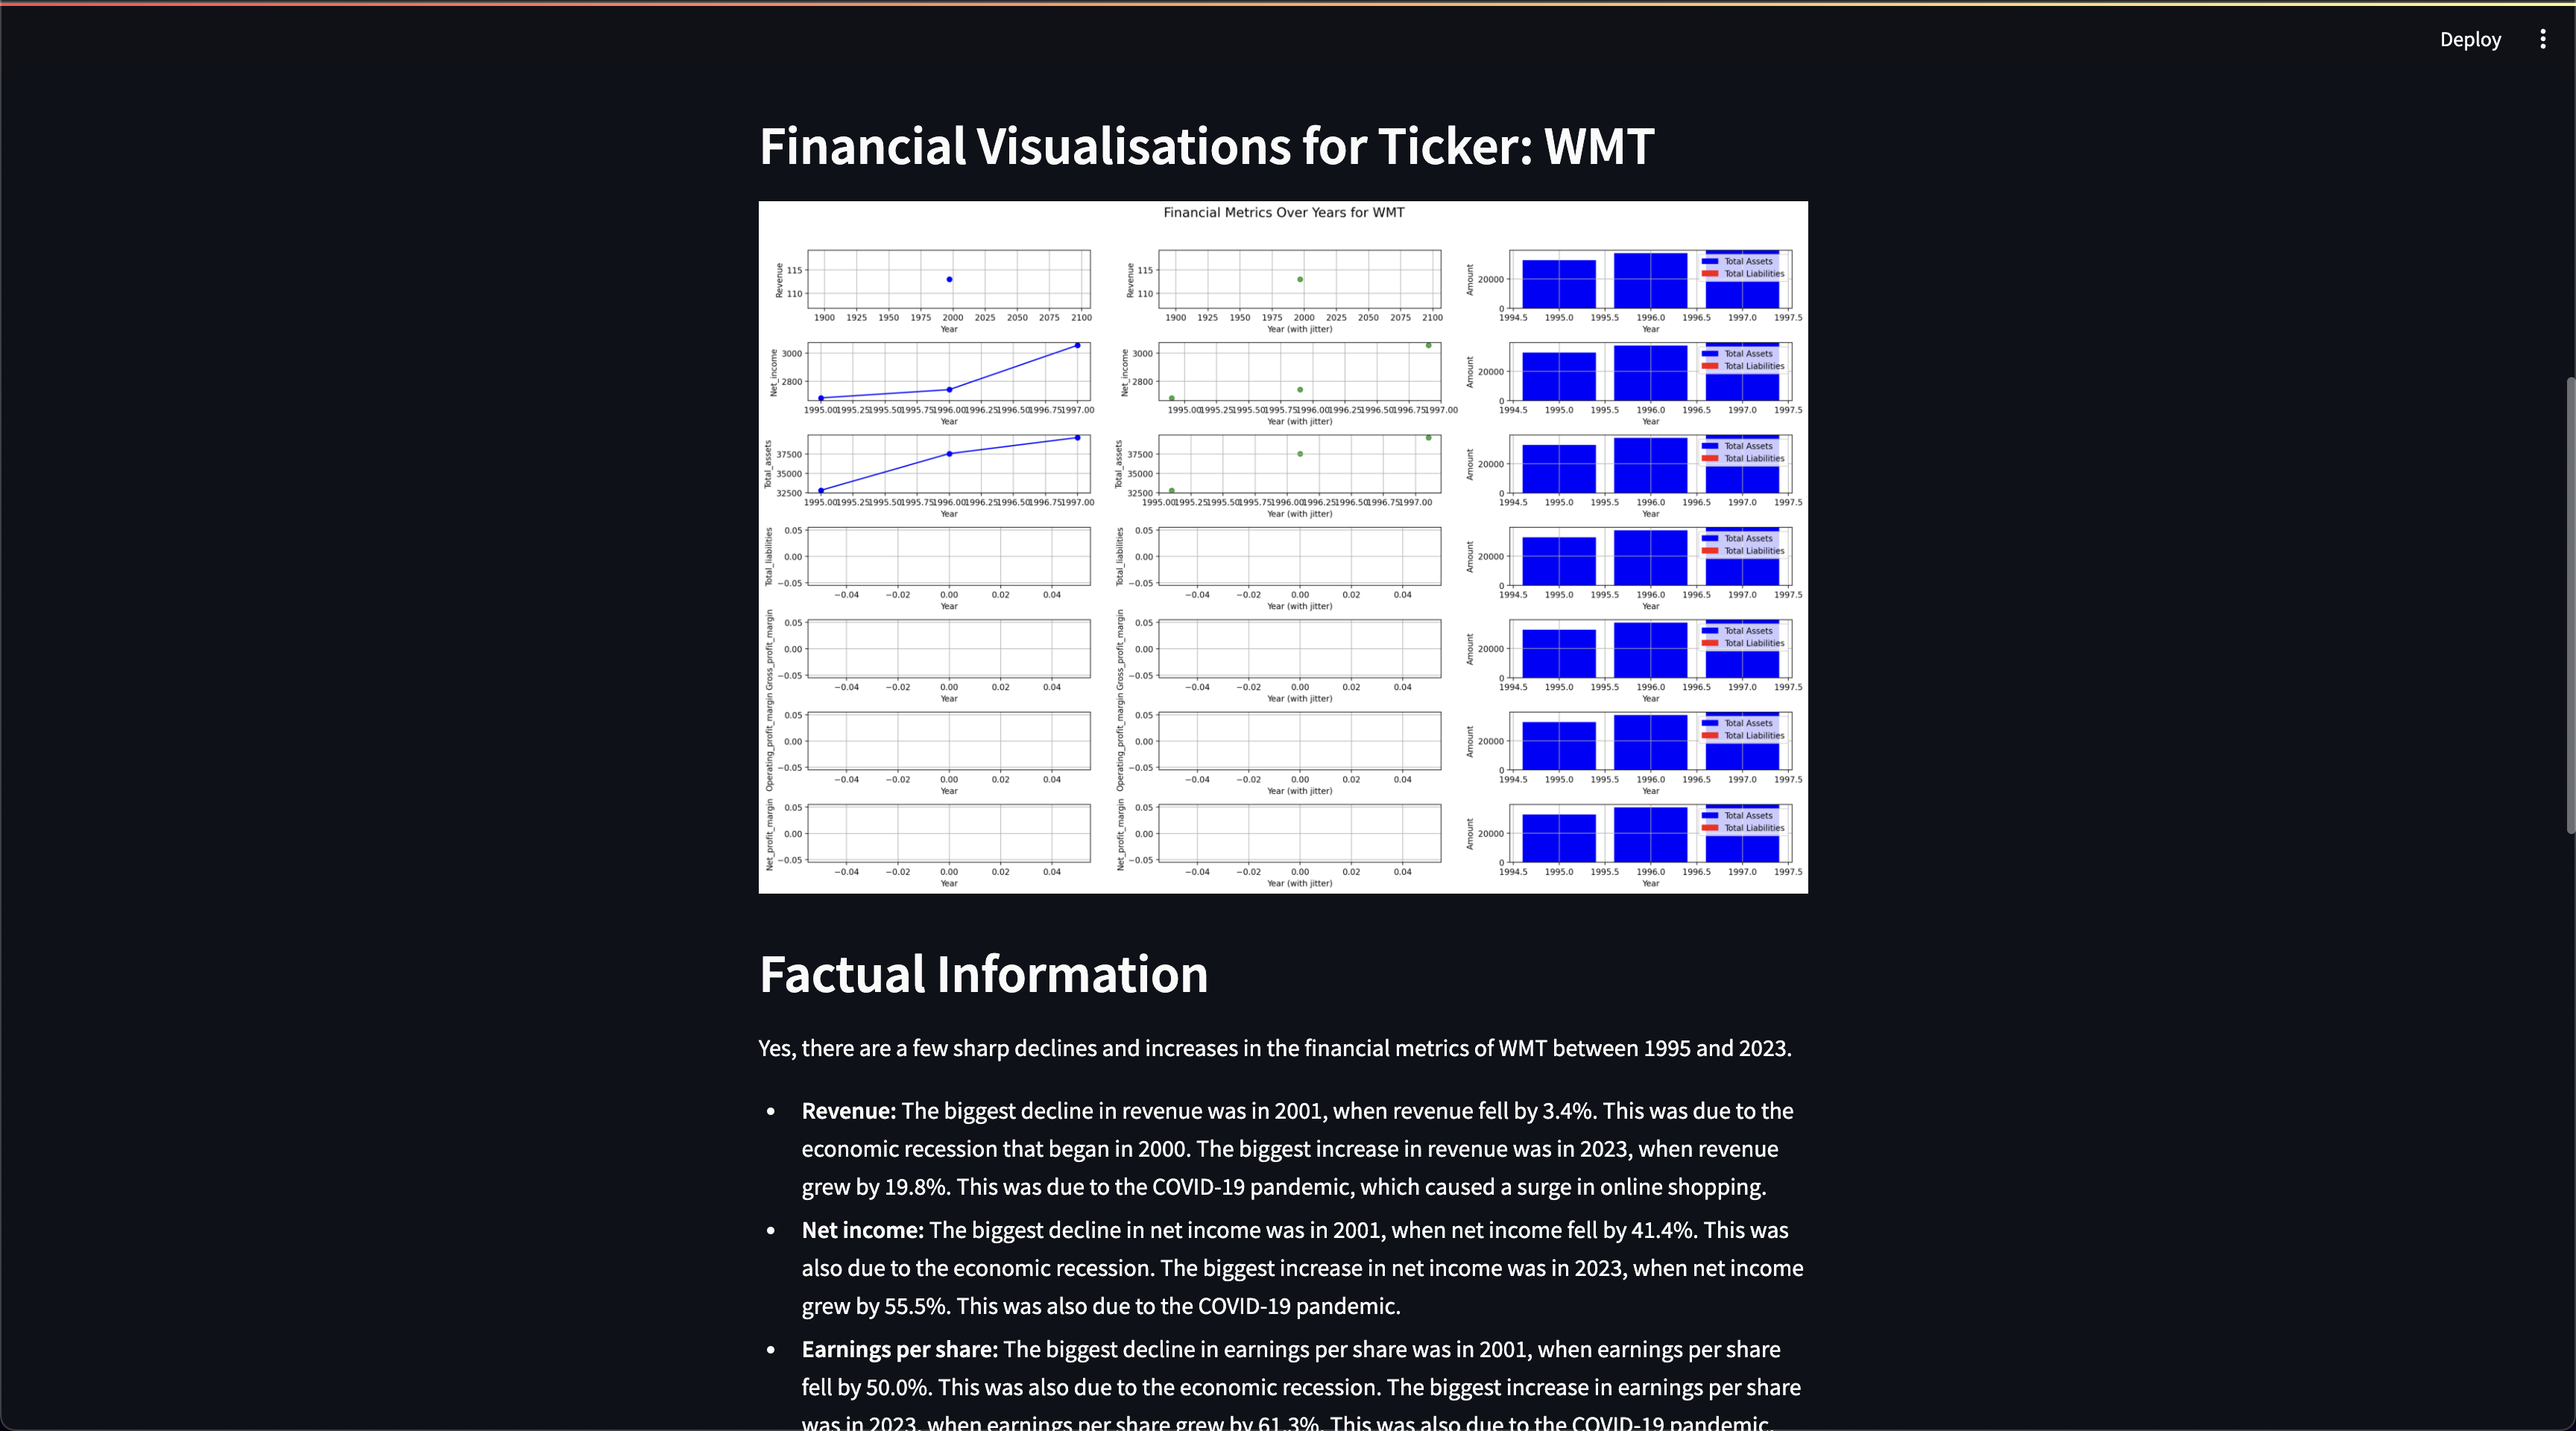 Deploy
Financial Visualisations for Ticker: WMT
Financial Metrics Over Years for WMT
Revenue
115
110
1900 1925 1950 1975 2000 2025 2050 2075 2100
Year
Revenue
115
110
1900 1925 1950 1975 2000 2025 2050 2075 2100
Year (with jitter)
Amount
20000
0
Total Assets
Total Liabilities
1994.5 1995.0 1995.5 1996.0 1996.5 1997.0 1997.5
Year
Net_income
3000
2800
1995.00 1995.25 1995.50 1995.75 1996.00 1996.25 1996.50 1996.75 1997.00
Year
Net_income
3000
2800
1995.00 1995.25 1995.50 1995.75 1996.00 1996.25 1996.50 1996.75 1997.00
Year (with jitter)
Amount
20000
0
Total Assets
Total Liabilities
1994.5 1995.0 1995.5 1996.0 1996.5 1997.0 1997.5
Year
Total_assets
37500
35000
32500
1995.00 1995.25 1995.50 1995.75 1996.00 1996.25 1996.50 1996.75 1997.00
Year
Total_assets
37500
35000
32500
1995.00 1995.25 1995.50 1995.75 1996.00 1996.25 1996.50 1996.75 1997.00
Year (with jitter)
Amount
20000
0
Total Assets
Total Liabilities
1994.5 1995.0 1995.5 1996.0 1996.5 1997.0 1997.5
Year
Total_liabilities
0.05
0.00
−0.05
−0.04 −0.02 0.00 0.02 0.04
Year
Total_liabilities
0.05
0.00
−0.05
−0.04 −0.02 0.00 0.02 0.04
Year (with jitter)
Amount
20000
0
Total Assets
Total Liabilities
1994.5 1995.0 1995.5 1996.0 1996.5 1997.0 1997.5
Year
Gross_profit_margin
0.05
0.00
−0.05
−0.04 −0.02 0.00 0.02 0.04
Year
Gross_profit_margin
0.05
0.00
−0.05
−0.04 −0.02 0.00 0.02 0.04
Year (with jitter)
Amount
20000
0
Total Assets
Total Liabilities
1994.5 1995.0 1995.5 1996.0 1996.5 1997.0 1997.5
Year
Operating_profit_margin
0.05
0.00
−0.05
−0.04 −0.02 0.00 0.02 0.04
Year
Operating_profit_margin
0.05
0.00
−0.05
−0.04 −0.02 0.00 0.02 0.04
Year (with jitter)
Amount
20000
0
Total Assets
Total Liabilities
1994.5 1995.0 1995.5 1996.0 1996.5 1997.0 1997.5
Year
Net_profit_margin
0.05
0.00
−0.05
−0.04 −0.02 0.00 0.02 0.04
Year
Net_profit_margin
0.05
0.00
−0.05
−0.04 −0.02 0.00 0.02 0.04
Year (with jitter)
Amount
20000
0
Total Assets
Total Liabilities
1994.5 1995.0 1995.5 1996.0 1996.5 1997.0 1997.5
Year
Factual Information
Yes, there are a few sharp declines and increases in the financial metrics of WMT between 1995 and 2023.
• Revenue: The biggest decline in revenue was in 2001, when revenue fell by 3.4%. This was due to the
economic recession that began in 2000. The biggest increase in revenue was in 2023, when revenue
grew by 19.8%. This was due to the COVID-19 pandemic, which caused a surge in online shopping.
• Net income: The biggest decline in net income was in 2001, when net income fell by 41.4%. This was
also due to the economic recession. The biggest increase in net income was in 2023, when net income
grew by 55.5%. This was also due to the COVID-19 pandemic.
• Earnings per share: The biggest decline in earnings per share was in 2001, when earnings per share
fell by 50.0%. This was also due to the economic recession. The biggest increase in earnings per share
was in 2023, when earnings per share grew by 61.3%. This was also due to the COVID-19 pandemic.